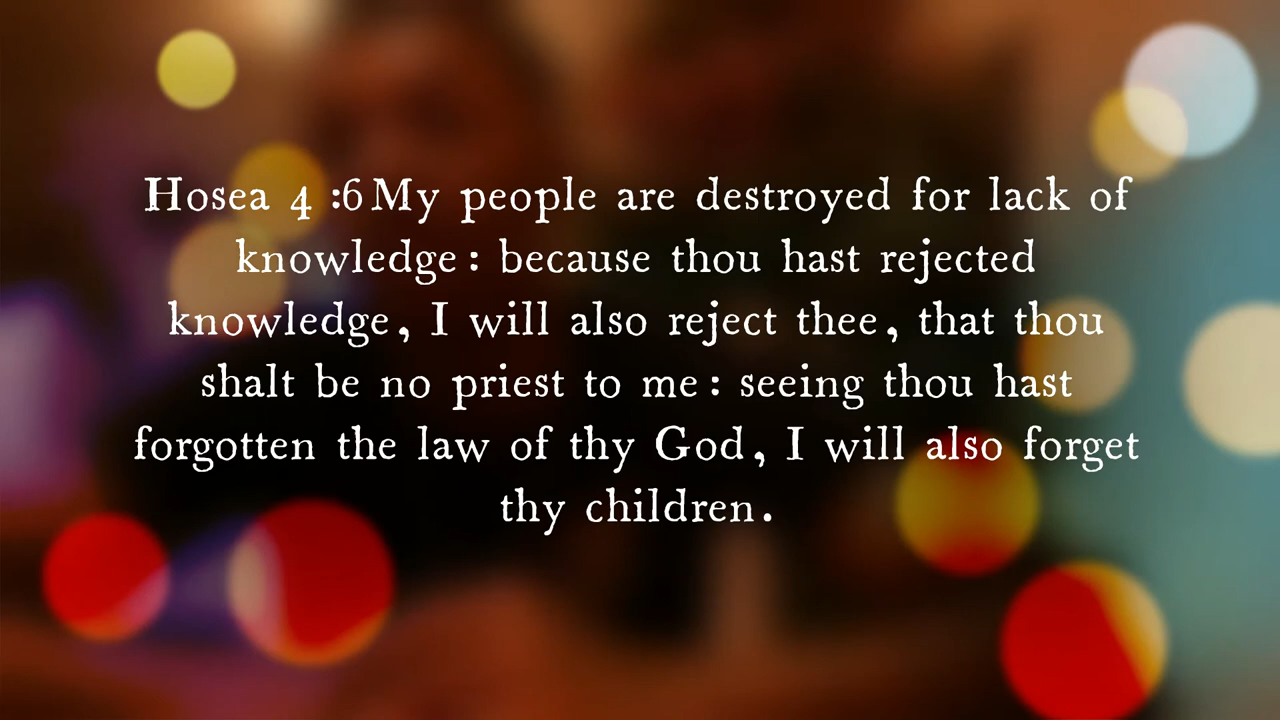 Hosea 4 :6 My people are destroyed for lack of
knowledge: because thou hast rejected
knowledge, I will also reject thee, that thou
shalt be no priest to me: seeing thou hast
forgotten the law of thy God, I will also forget
thy children.